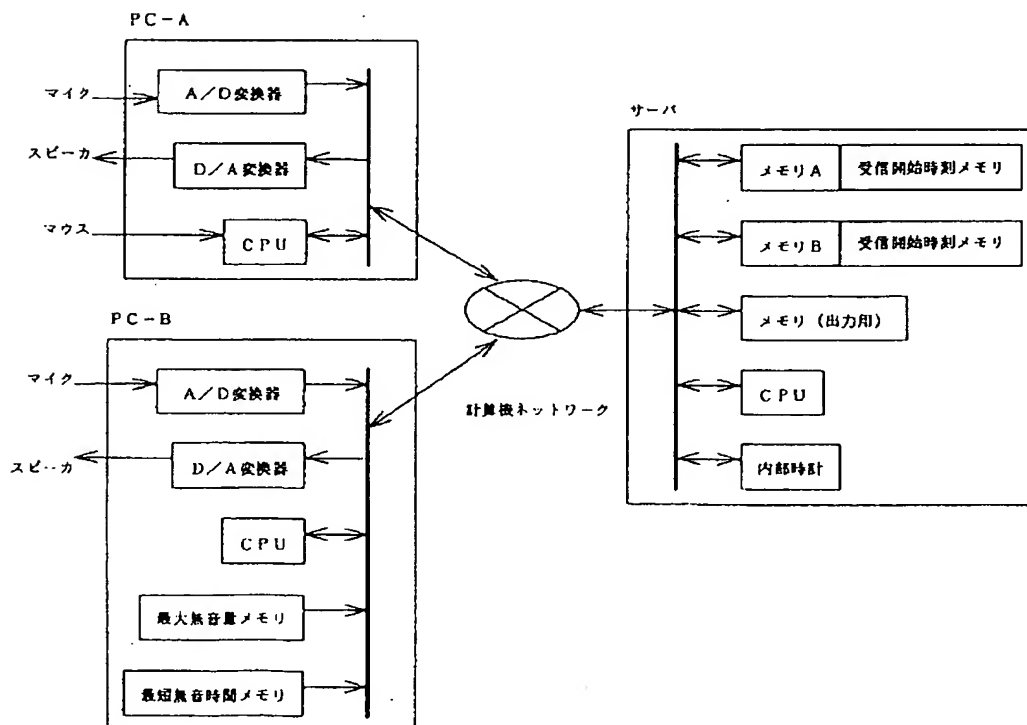 PC-A
マイク
A/D変換器
スピーカ
D/A変換器
マウス
CPU
PC-B
マイク
A/D変換器
スピーカ
D/A変換器
CPU
最大無音量メモリ
最短無音時間メモリ
計算機ネットワーク
サーバ
メモリA 受信開始時刻メモリ
メモリB 受信開始時刻メモリ
メモリ(出力用)
CPU
内部時計